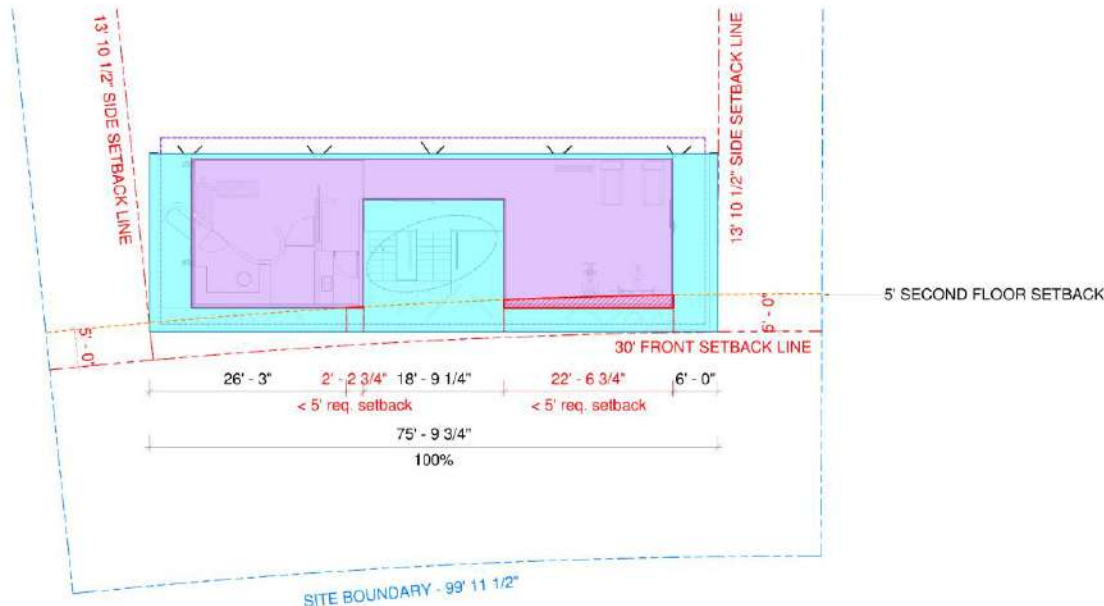 13' 10 1/2" SIDE SETBACK LINE
13' 10 1/2" SIDE SETBACK LINE
5' SECOND FLOOR SETBACK
5' - 0"
5' - 0"
30' FRONT SETBACK LINE
26' - 3"
2' - 2 3/4"
18' - 9 1/4"
22' - 6 3/4"
6' - 0"
< 5' req. setback
< 5' req. setback
75' - 9 3/4"
100%
SITE BOUNDARY - 99' 11 1/2"